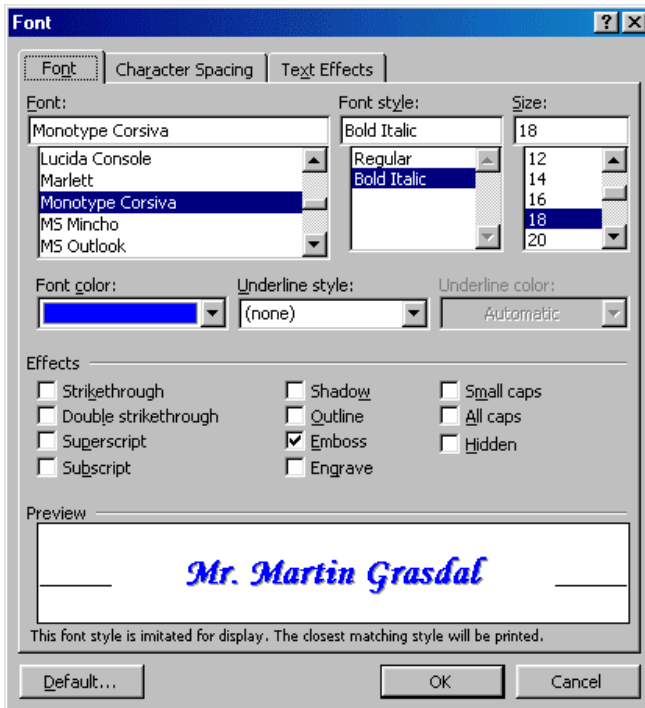 Font
Font Character Spacing Text Effects
Font: Font style: Size:
Monotype Corsiva Bold Italic 18
Lucida Console Regular 12
Marlett Bold Italic 14
Monotype Corsiva 16
MS Mincho 18
MS Outlook 20
Font color: Underline style: Underline color:
(none) Automatic
Effects
Strikethrough Shadow Small caps
Double strikethrough Outline All caps
Superscript Emboss Hidden
Subscript Engrave
Preview
Mr. Martin Grasdal
This font style is imitated for display. The closest matching style will be printed.
Default... OK Cancel